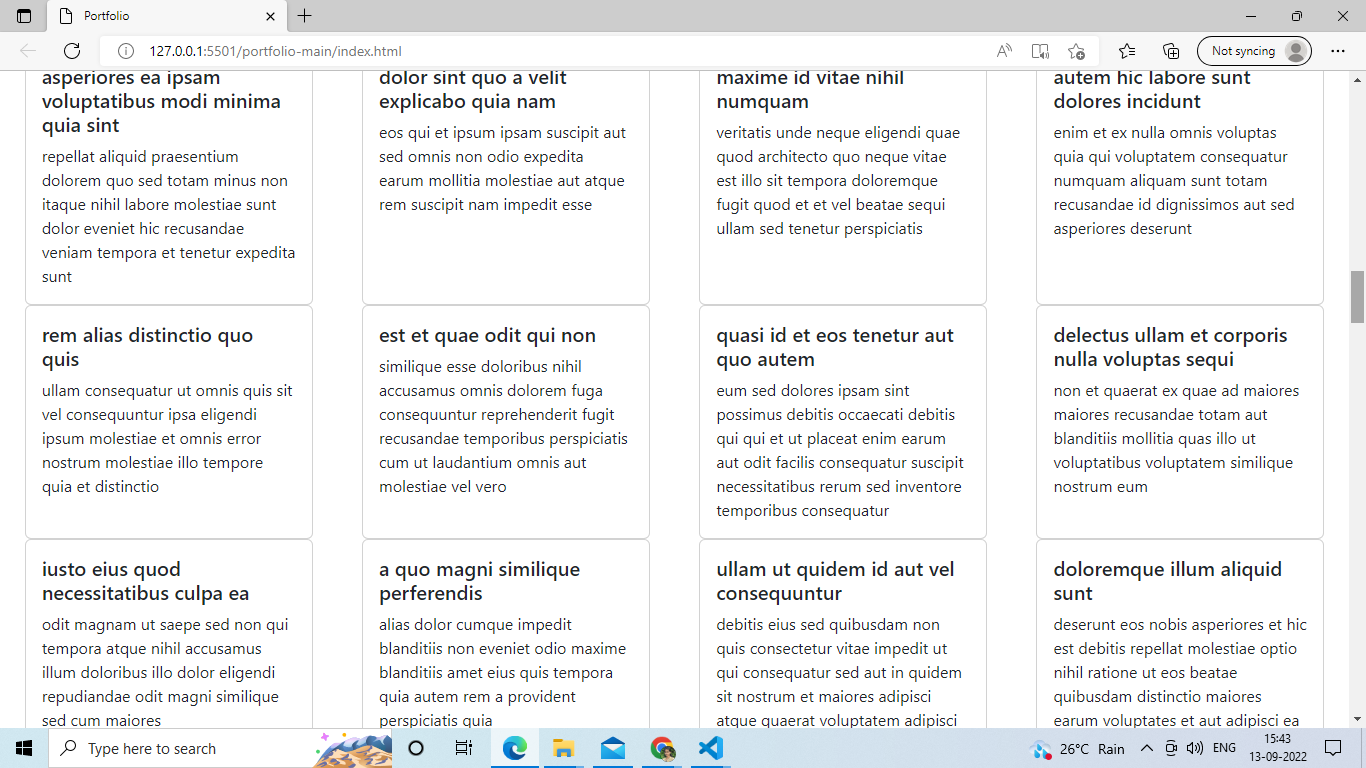 Portfolio
127.0.0.1:5501/portfolio-main/index.html
Not syncing
asperiores ea ipsam
voluptatibus modi minima
quia sint
repellat aliquid praesentium
dolorem quo sed totam minus non
itaque nihil labore molestiae sunt
dolor eveniet hic recusandae
veniam tempora et tenetur expedita
sunt
dolor sint quo a velit
explicabo quia nam
eos qui et ipsum ipsam suscipit aut
sed omnis non odio expedita
earum mollitia molestiae aut atque
rem suscipit nam impedit esse
maxime id vitae nihil
numquam
veritatis unde neque eligendi quae
quod architecto quo neque vitae
est illo sit tempora doloremque
fugit quod et et vel beatae sequi
ullam sed tenetur perspiciatis
autem hic labore sunt
dolores incidunt
enim et ex nulla omnis voluptas
quia qui voluptatem consequatur
numquam aliquam sunt totam
recusandae id dignissimos aut sed
asperiores deserunt
rem alias distinctio quo
quis
ullam consequatur ut omnis quis sit
vel consequuntur ipsa eligendi
ipsum molestiae et omnis error
nostrum molestiae illo tempore
quia et distinctio
est et quae odit qui non
similique esse doloribus nihil
accusamus omnis dolorem fuga
consequuntur reprehenderit fugit
recusandae temporibus perspiciatis
cum ut laudantium omnis aut
molestiae vel vero
quasi id et eos tenetur aut
quo autem
eum sed dolores ipsam sint
possimus debitis occaecati debitis
qui qui et ut placeat enim earum
aut odit facilis consequatur suscipit
necessitatibus rerum sed inventore
temporibus consequatur
delectus ullam et corporis
nulla voluptas sequi
non et quaerat ex quae ad maiores
maiores recusandae totam aut
blanditiis mollitia quas illo ut
voluptatibus voluptatem similique
nostrum eum
iusto eius quod
necessitatibus culpa ea
odit magnam ut saepe sed non qui
tempora atque nihil accusamus
illum doloribus illo dolor eligendi
repudiandae odit magni similique
sed cum maiores
a quo magni similique
perferendis
alias dolor cumque impedit
blanditiis non eveniet odio maxime
blanditiis amet eius quis tempora
quia autem rem a provident
perspiciatis quia
ullam ut quidem id aut vel
consequuntur
debitis eius sed quibusdam non
quis consectetur vitae impedit ut
qui consequatur sed aut in quidem
sit nostrum et maiores adipisci
atque quaerat voluptatem adipisci
doloremque illum aliquid
sunt
deserunt eos nobis asperiores et hic
est debitis repellat molestiae optio
nihil ratione ut eos beatae
quibusdam distinctio maiores
earum voluptates et aut adipisci ea
Type here to search
26°C Rain
ENG
15:43
13-09-2022